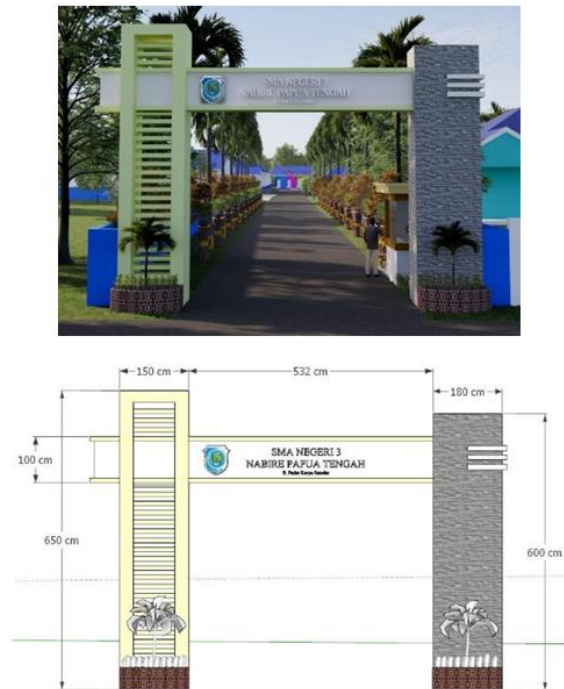 SMA NEGERI 3
NABIRE PAPUA TENGAH
150 cm
532 cm
180 cm
100 cm
SMA NEGERI 3
NABIRE PAPUA TENGAH
650 cm
600 cm